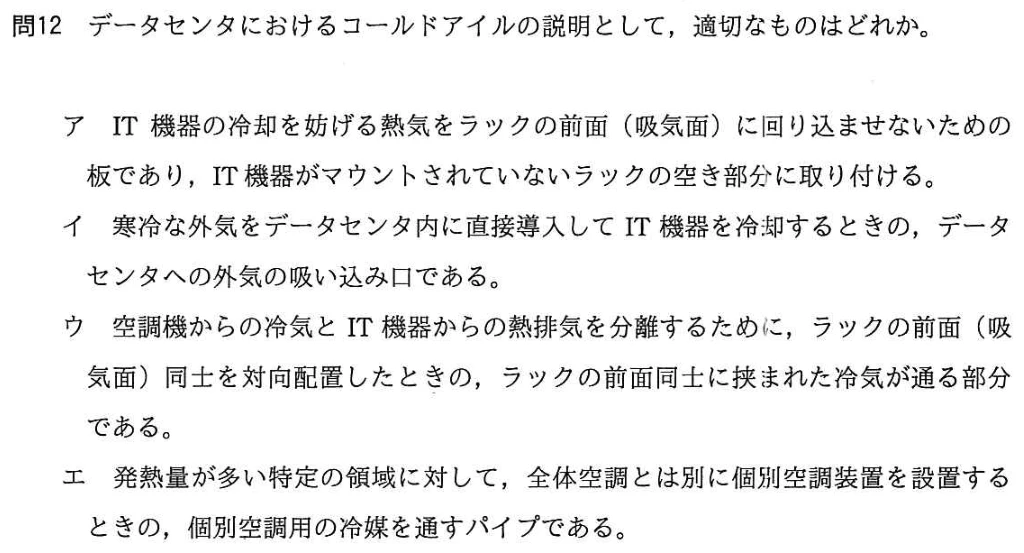 問12　データセンタにおけるコールドアイルの説明として，適切なものはどれか。
ア　IT 機器の冷却を妨げる熱気をラックの前面（吸気面）に回り込ませないための
板であり，IT 機器がマウントされていないラックの空き部分に取り付ける。
イ　寒冷な外気をデータセンタ内に直接導入して IT 機器を冷却するときの，データ
センタへの外気の吸い込み口である。
ウ　空調機からの冷気と IT 機器からの熱排気を分離するために，ラックの前面（吸
気面）同士を対向配置したときの，ラックの前面同士に挟まれた冷気が通る部分
である。
エ　発熱量が多い特定の領域に対して，全体空調とは別に個別空調装置を設置する
ときの，個別空調用の冷媒を通すパイプである。